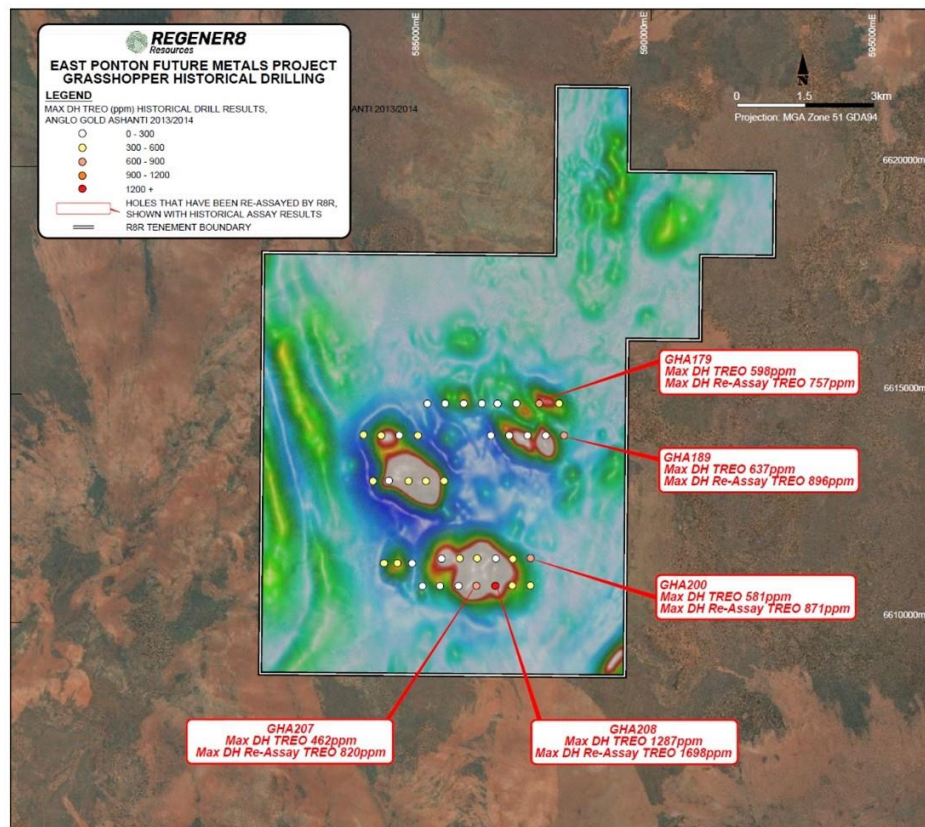 REGENER8
Resources
EAST PONTON FUTURE METALS PROJECT
GRASSHOPPER HISTORICAL DRILLING
LEGEND
MAX DH TREO (ppm) HISTORICAL DRILL RESULTS,
ANGLO GOLD ASHANTI 2013/2014
ANTI 2013/2014
0 - 300
300 - 600
600 - 900
900 - 1200
1200 +
HOLES THAT HAVE BEEN RE-ASSAYED BY R8R,
SHOWN WITH HISTORICAL ASSAY RESULTS
R8R TENEMENT BOUNDARY
585000mE
590000mE
595000mE
N
0 1.5 3km
Projection: MGA Zone 51 GDA94
6620000m
GHA179
Max DH TREO 598ppm
Max DH Re-Assay TREO 757ppm
6615000m
GHA189
Max DH TREO 637ppm
Max DH Re-Assay TREO 896ppm
GHA200
Max DH TREO 581ppm
Max DH Re-Assay TREO 871ppm
6610000m
GHA207
Max DH TREO 462ppm
Max DH Re-Assay TREO 820ppm
GHA208
Max DH TREO 1287ppm
Max DH Re-Assay TREO 1698ppm